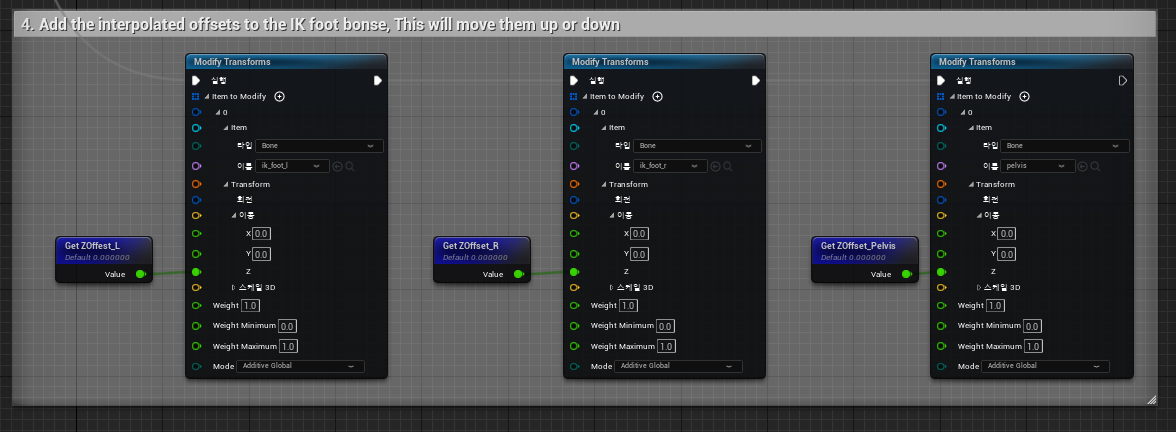 4. Add the interpolated offsets to the IK foot bonse, This will move them up or down
Modify Transforms
실행
Item to Modify
0
Item
타입 Bone
이름 ik_foot_l
Transform
회전
이동
X 0.0
Y 0.0
Z
스케일 3D
Weight 1.0
Weight Minimum 0.0
Weight Maximum 1.0
Mode Additive Global
Get ZOffest_L
Default 0.000000
Value
Modify Transforms
실행
Item to Modify
0
Item
타입 Bone
이름 ik_foot_r
Transform
회전
이동
X 0.0
Y 0.0
Z
스케일 3D
Weight 1.0
Weight Minimum 0.0
Weight Maximum 1.0
Mode Additive Global
Get ZOffset_R
Default 0.000000
Value
Modify Transforms
실행
Item to Modify
0
Item
타입 Bone
이름 pelvis
Transform
회전
이동
X 0.0
Y 0.0
Z
스케일 3D
Weight 1.0
Weight Minimum 0.0
Weight Maximum 1.0
Mode Additive Global
Get ZOffset_Pelvis
Default 0.000000
Value